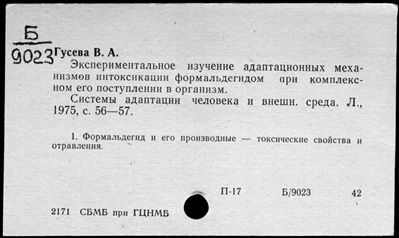 Б
9023
Гусева В. А.
Экспериментальное изучение адаптационных меха-
низмов интоксикации формальдегидом при комплекс-
ном его поступлении в организм.
Системы адаптации человека и внешн. среда. Л.,
1975, с. 56—57.
1. Формальдегид и его производные — токсические свойства и
отравления.
П-17 Б/9023 42
2171 СБМБ при ГЦНМБ